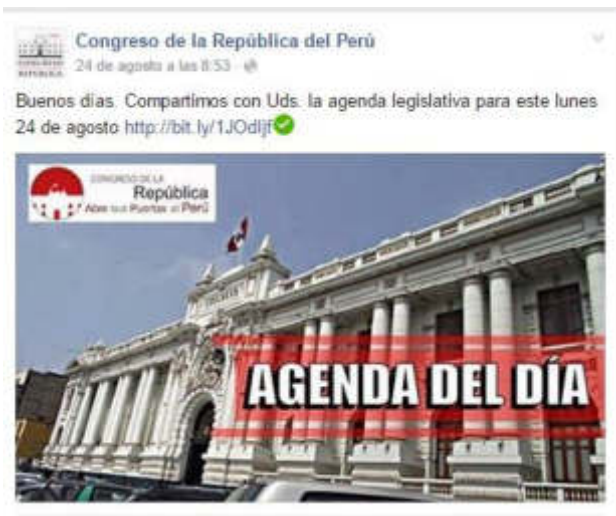 Congreso de la República del Perú
24 de agosto a las 8:53
Buenos días. Compartimos con Uds. la agenda legislativa para este lunes
24 de agosto http://bit.ly/1JOdljf
CONGRESO DE LA
República
Abre sus Puertas al Perú
AGENDA DEL DÍA